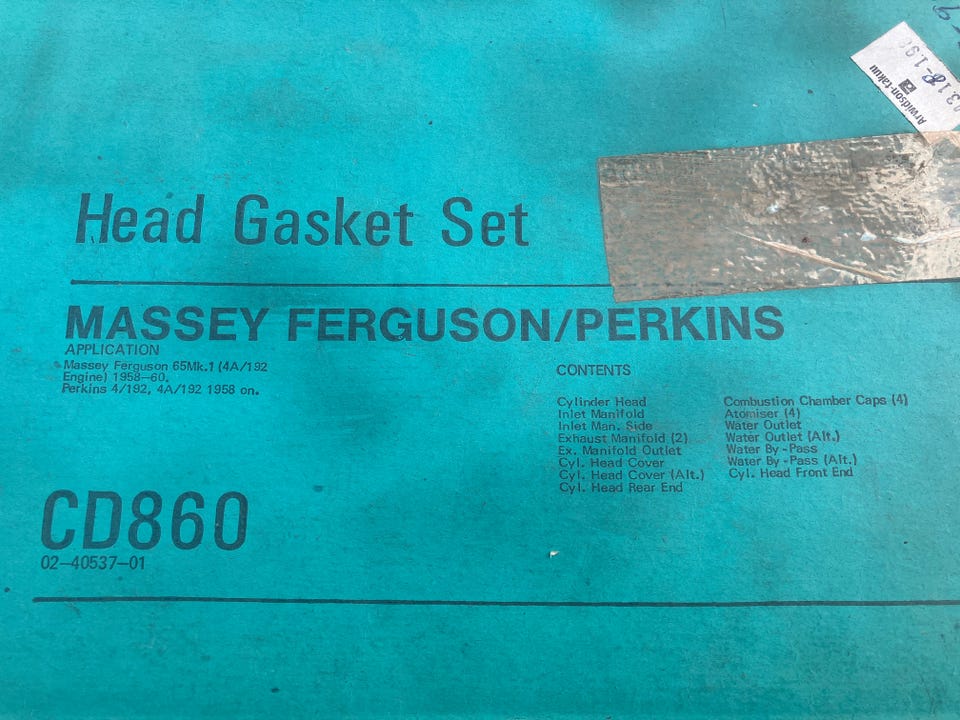 Arwidson-takuu
Head Gasket Set
MASSEY FERGUSON/PERKINS
APPLICATION
Massey Ferguson 65Mk.1 (4A/192
Engine) 1958—60.
Perkins 4/192, 4A/192 1958 on.
CONTENTS
Cylinder Head
Inlet Manifold
Inlet Man. Side
Exhaust Manifold (2)
Ex. Manifold Outlet
Cyl. Head Cover
Cyl. Head Cover (Alt.)
Cyl. Head Rear End
Combustion Chamber Caps (4)
Atomiser (4)
Water Outlet
Water Outlet (Alt.)
Water By-Pass
Water By-Pass (Alt.)
Cyl. Head Front End
CD860
02—40537—01